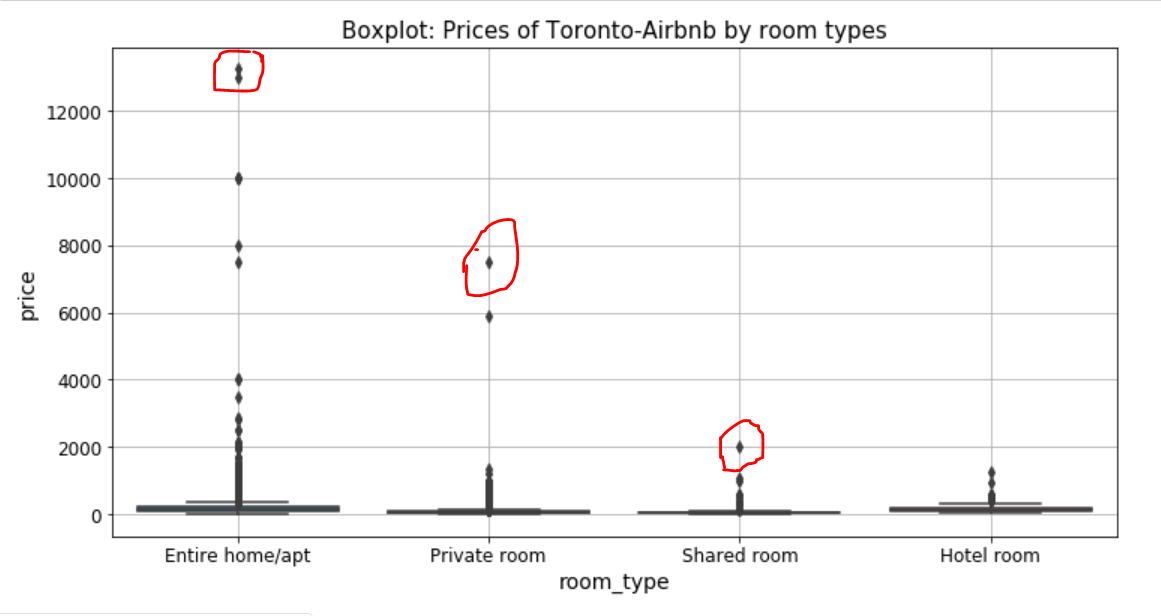 Boxplot: Prices of Toronto-Airbnb by room types
12000
10000
8000
6000
4000
2000
0
price
Entire home/apt Private room Shared room Hotel room
room_type